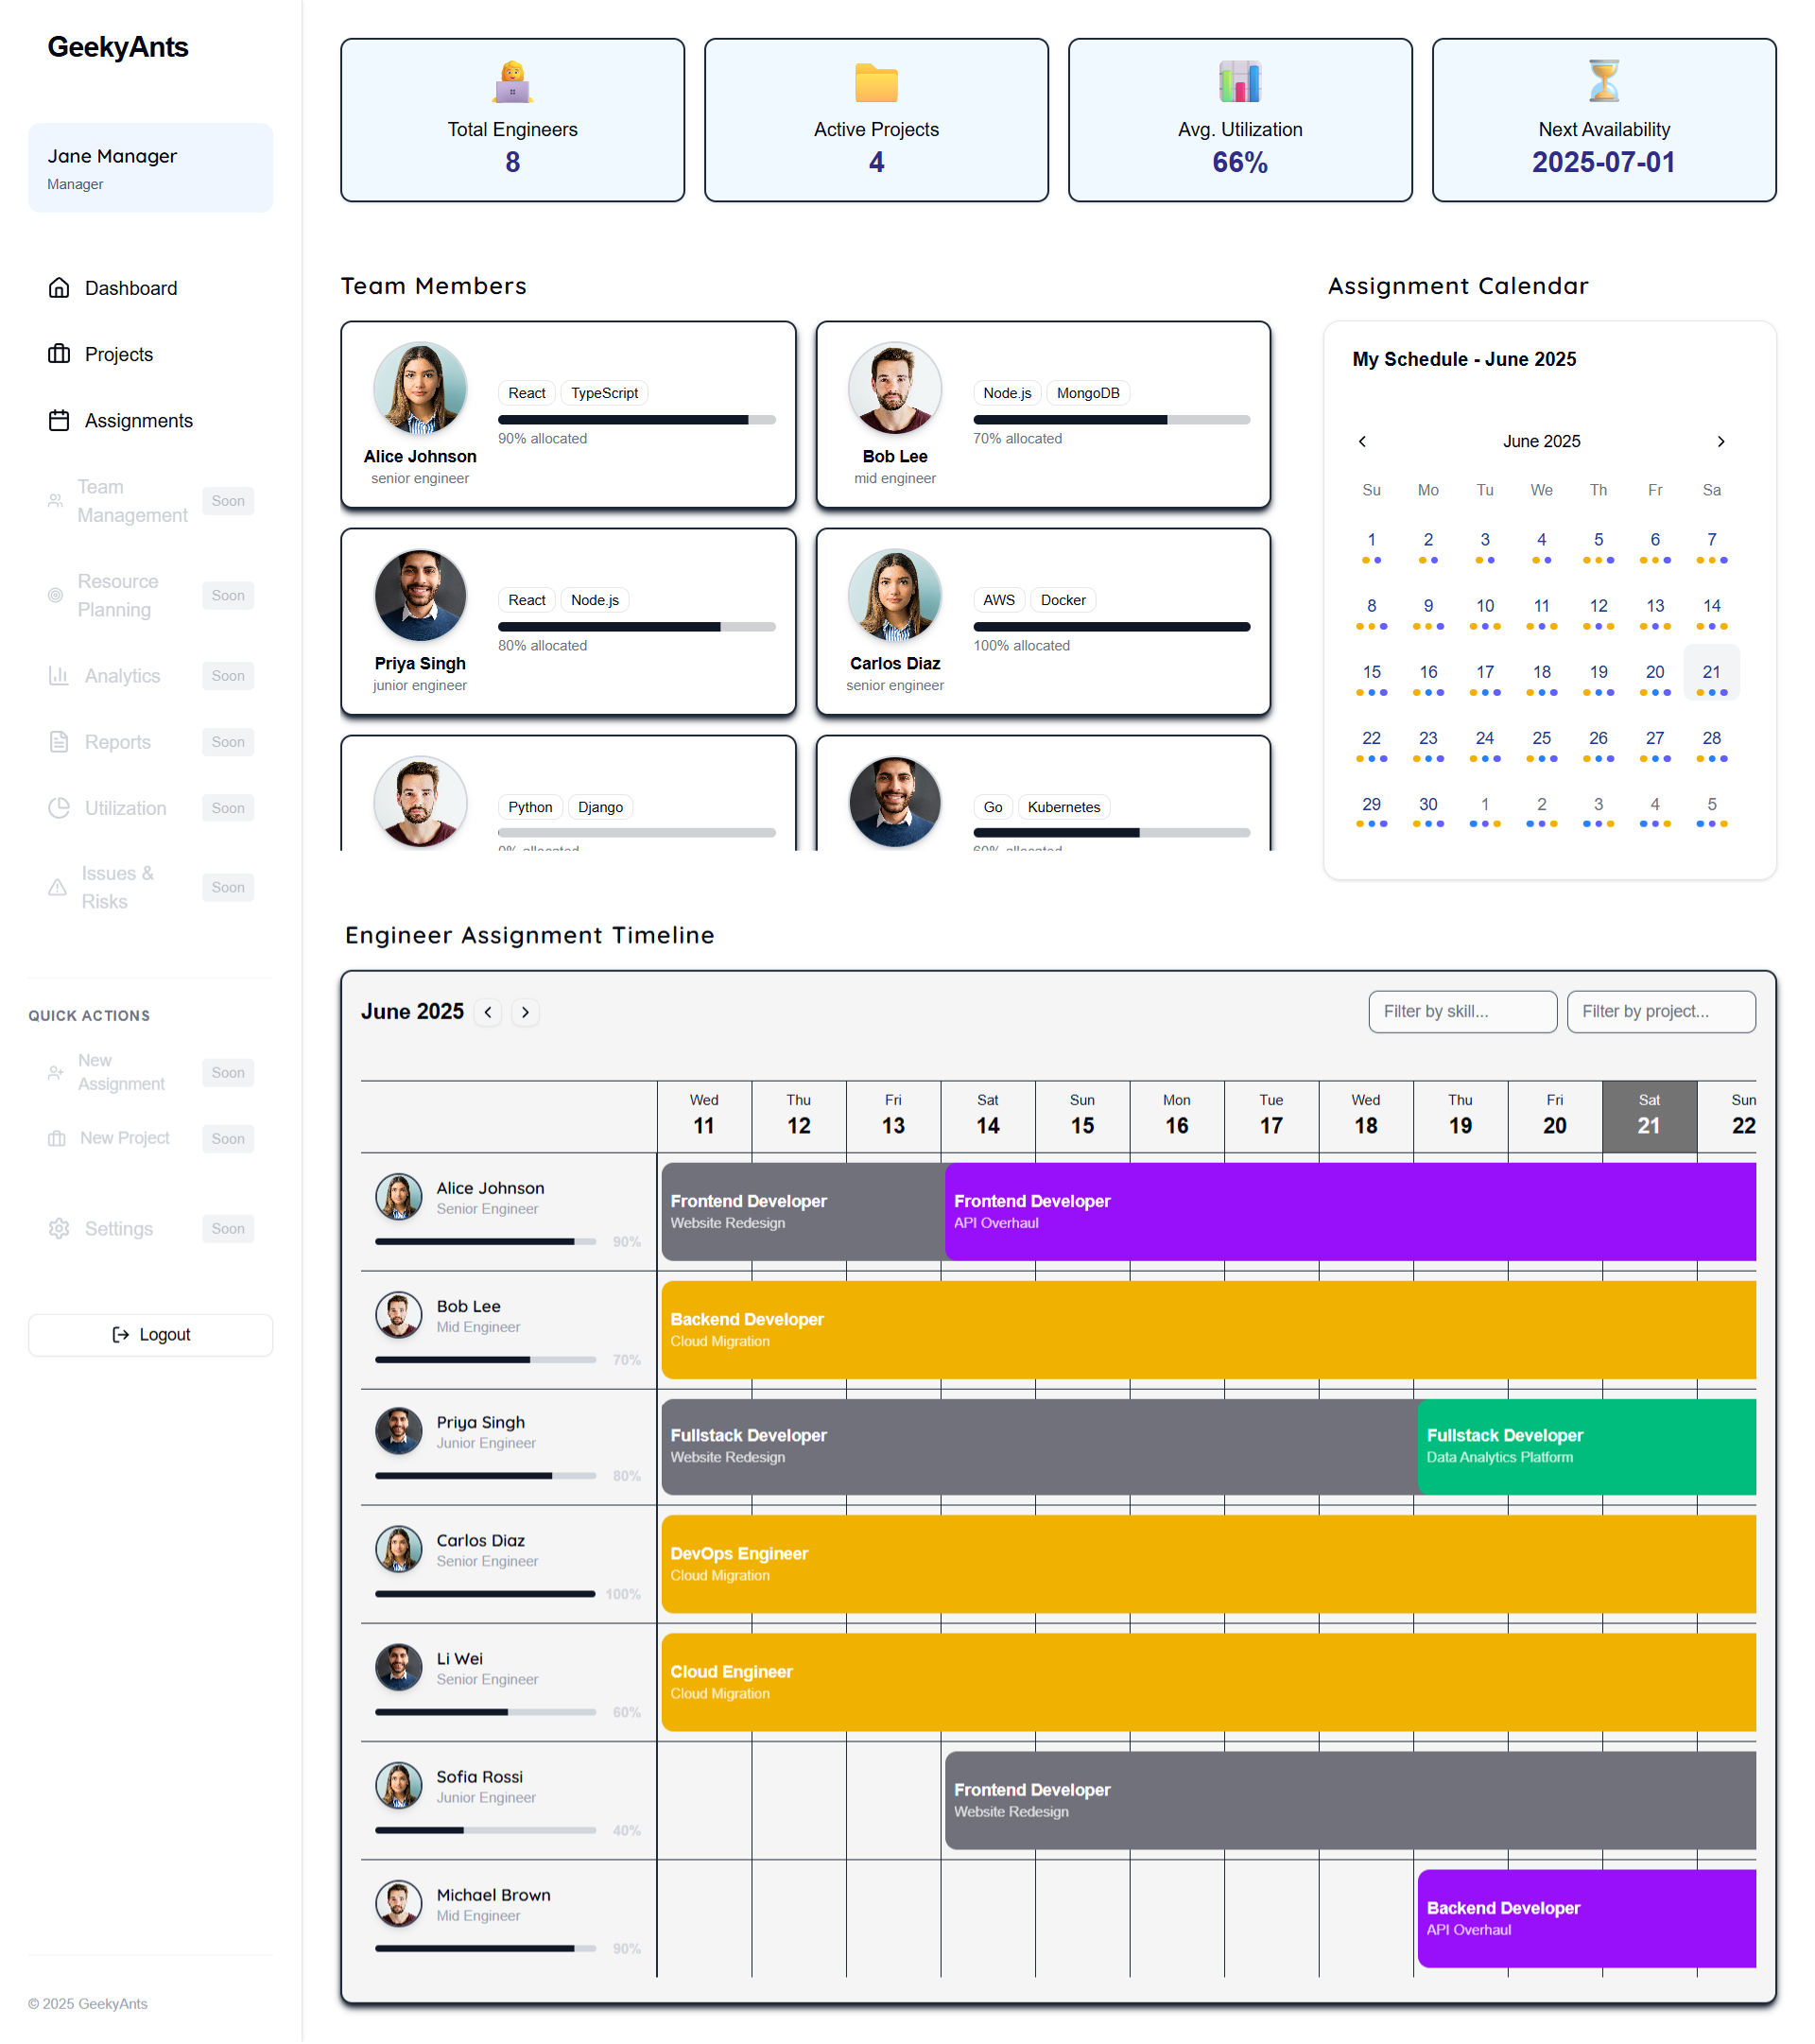 GeekyAnts
Jane Manager
Manager
Dashboard
Projects
Assignments
Team
Management
Soon
Resource
Planning
Soon
Analytics
Soon
Reports
Soon
Utilization
Soon
Issues &
Risks
Soon
QUICK ACTIONS
New
Assignment
Soon
New Project
Soon
Settings
Soon
Logout
© 2025 GeekyAnts
Total Engineers
8
Active Projects
4
Avg. Utilization
66%
Next Availability
2025-07-01
Team Members
Alice Johnson
senior engineer
React TypeScript
90% allocated
Bob Lee
mid engineer
Node.js MongoDB
70% allocated
Priya Singh
junior engineer
React Node.js
80% allocated
Carlos Diaz
senior engineer
AWS Docker
100% allocated
Python Django
0% allocated
Go Kubernetes
60% allocated
Assignment Calendar
My Schedule - June 2025
June 2025
Su Mo Tu We Th Fr Sa
1 2 3 4 5 6 7
8 9 10 11 12 13 14
15 16 17 18 19 20 21
22 23 24 25 26 27 28
29 30 1 2 3 4 5
Engineer Assignment Timeline
June 2025
Filter by skill...
Filter by project...
Wed Thu Fri Sat Sun Mon Tue Wed Thu Fri Sat Sun
11 12 13 14 15 16 17 18 19 20 21 22
Alice Johnson
Senior Engineer
90%
Frontend Developer
Website Redesign
Frontend Developer
API Overhaul
Bob Lee
Mid Engineer
70%
Backend Developer
Cloud Migration
Priya Singh
Junior Engineer
80%
Fullstack Developer
Website Redesign
Fullstack Developer
Data Analytics Platform
Carlos Diaz
Senior Engineer
100%
DevOps Engineer
Cloud Migration
Li Wei
Senior Engineer
60%
Cloud Engineer
Cloud Migration
Sofia Rossi
Junior Engineer
40%
Frontend Developer
Website Redesign
Michael Brown
Mid Engineer
90%
Backend Developer
API Overhaul